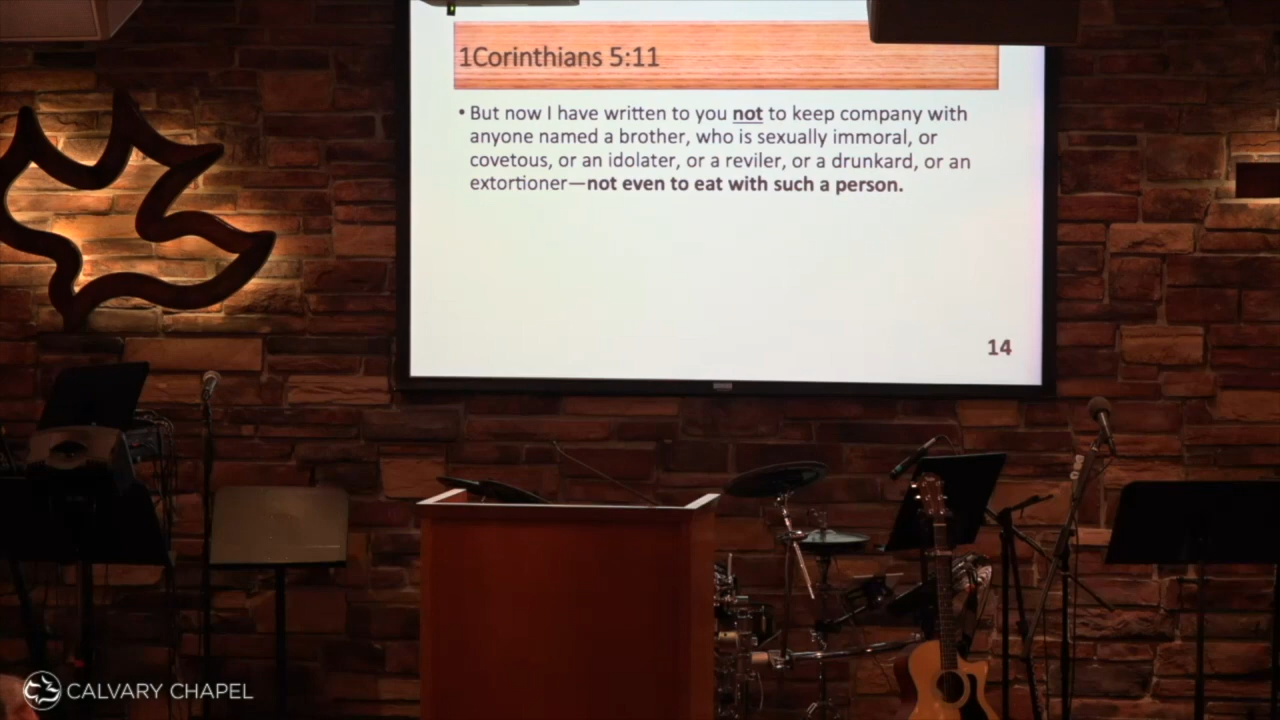 1Corinthians 5:11
• But now I have written to you not to keep company with
anyone named a brother, who is sexually immoral, or
covetous, or an idolater, or a reviler, or a drunkard, or an
extortioner—not even to eat with such a person.
14
CALVARY CHAPEL